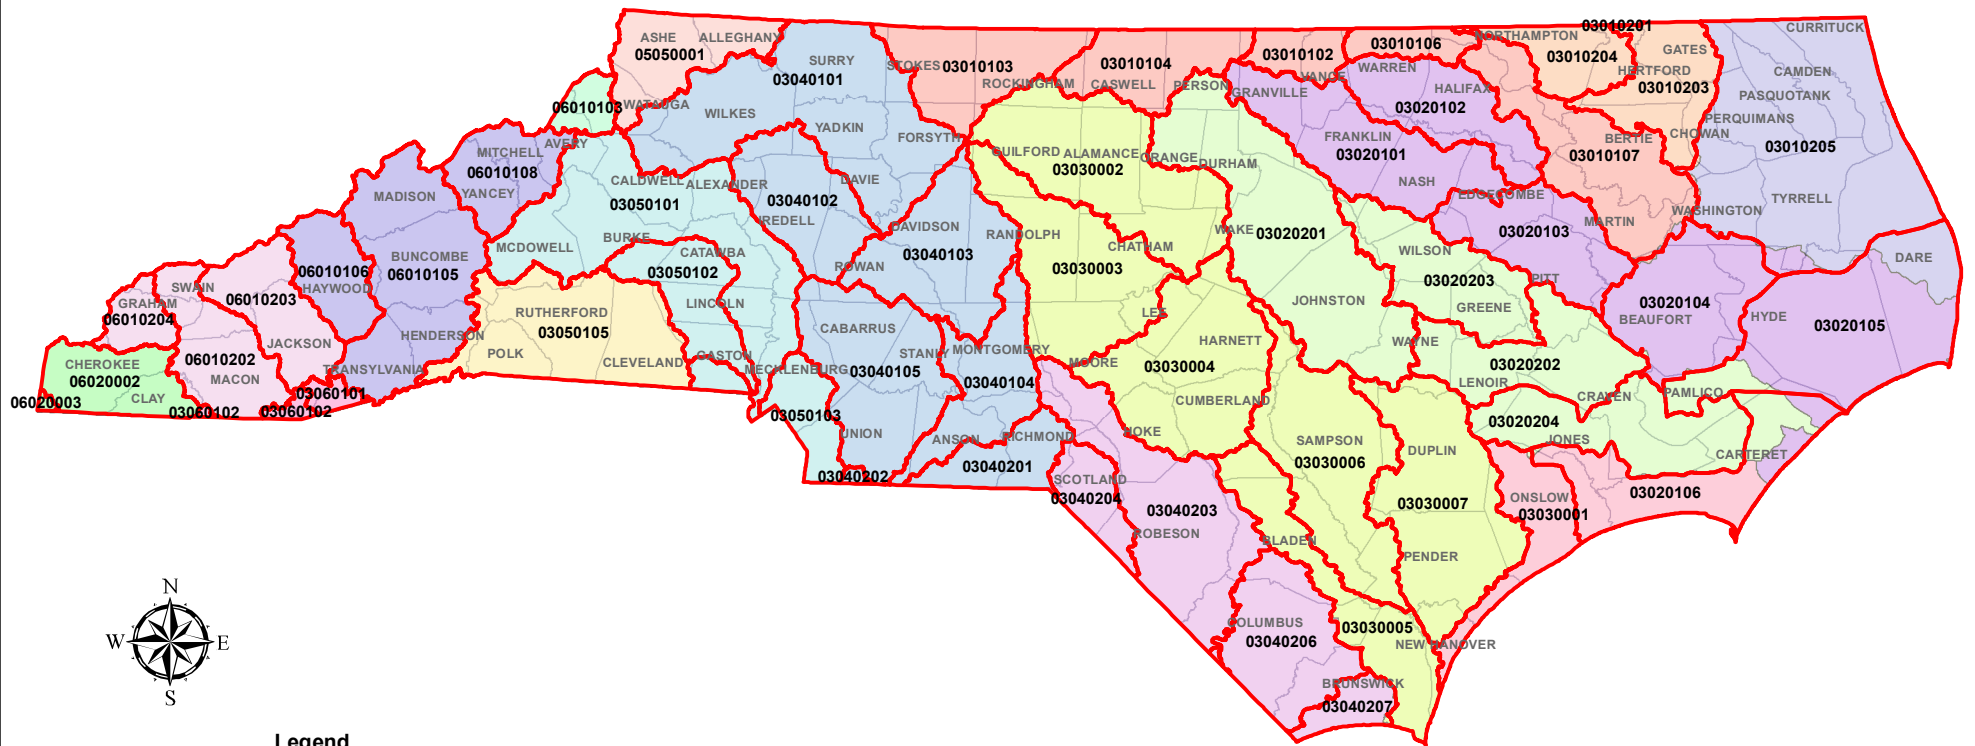 03010201
CURRITUCK
ASHE
ALLEGHANY
NORTHAMPTON
05050001
03010106
03010204
GATES
SURRY
STOKES
03010103
03010104
03010102
WARREN
HERTFORD
CAMDEN
03040101
ROCKINGHAM
CASWELL
PERSON
VANCE
GRANVILLE
HALIFAX
03010203
PASQUOTANK
06010103
WATAUGA
WILKES
03020102
PERQUIMANS
YADKIN
FORSYTH
FRANKLIN
BERTIE
CHOWAN
AVERY
MITCHELL
GUILFORD
ALAMANCE
ORANGE
DURHAM
03020101
03010107
03010205
06010108
03030002
YANCEY
CALDWELL
ALEXANDER
DAVIE
NASH
EDGECOMBE
MADISON
03050101
03040102
IREDELL
TYRRELL
WASHINGTON
MARTIN
DAVIDSON
RANDOLPH
WAKE
03020201
03020103
MCDOWELL
BURKE
CATAWBA
CHATHAM
WILSON
BUNCOMBE
03040103
DARE
06010106
06010105
03050102
ROWAN
03030003
03020203
PITT
HAYWOOD
SWAIN
06010203
GRAHAM
LINCOLN
JOHNSTON
GREENE
03020104
06010204
RUTHERFORD
LEE
BEAUFORT
HYDE
03020105
03050105
CABARRUS
HENDERSON
JACKSON
HARNETT
WAYNE
06010202
POLK
CLEVELAND
GASTON
STANLY
MONTGOMERY
MOORE
03030004
03020202
CHEROKEE
06020002
MACON
TRANSYLVANIA
MECKLENBURG
03040105
03040104
LENOIR
CLAY
03060101
CUMBERLAND
CRAVEN
PAMLICO
06020003
03060102
03060102
03050103
03020204
UNION
ANSON
RICHMOND
HOKE
SAMPSON
JONES
DUPLIN
CARTERET
03040201
03030006
03040202
SCOTLAND
03040204
03040203
03030007
ONSLOW
03030001
03020106
ROBESON
BLADEN
PENDER
N
W
E
S
COLUMBUS
03040206
03030005
NEW HANOVER
BRUNSWICK
03040207
Legend